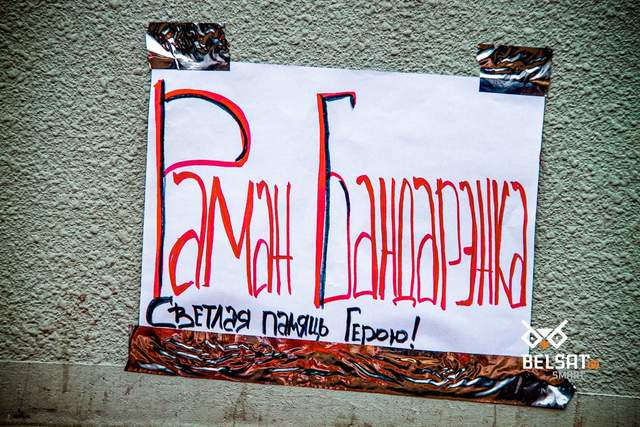 Раман Бандарэнка
Светлая памяць Герою!
BELSAT
SMART